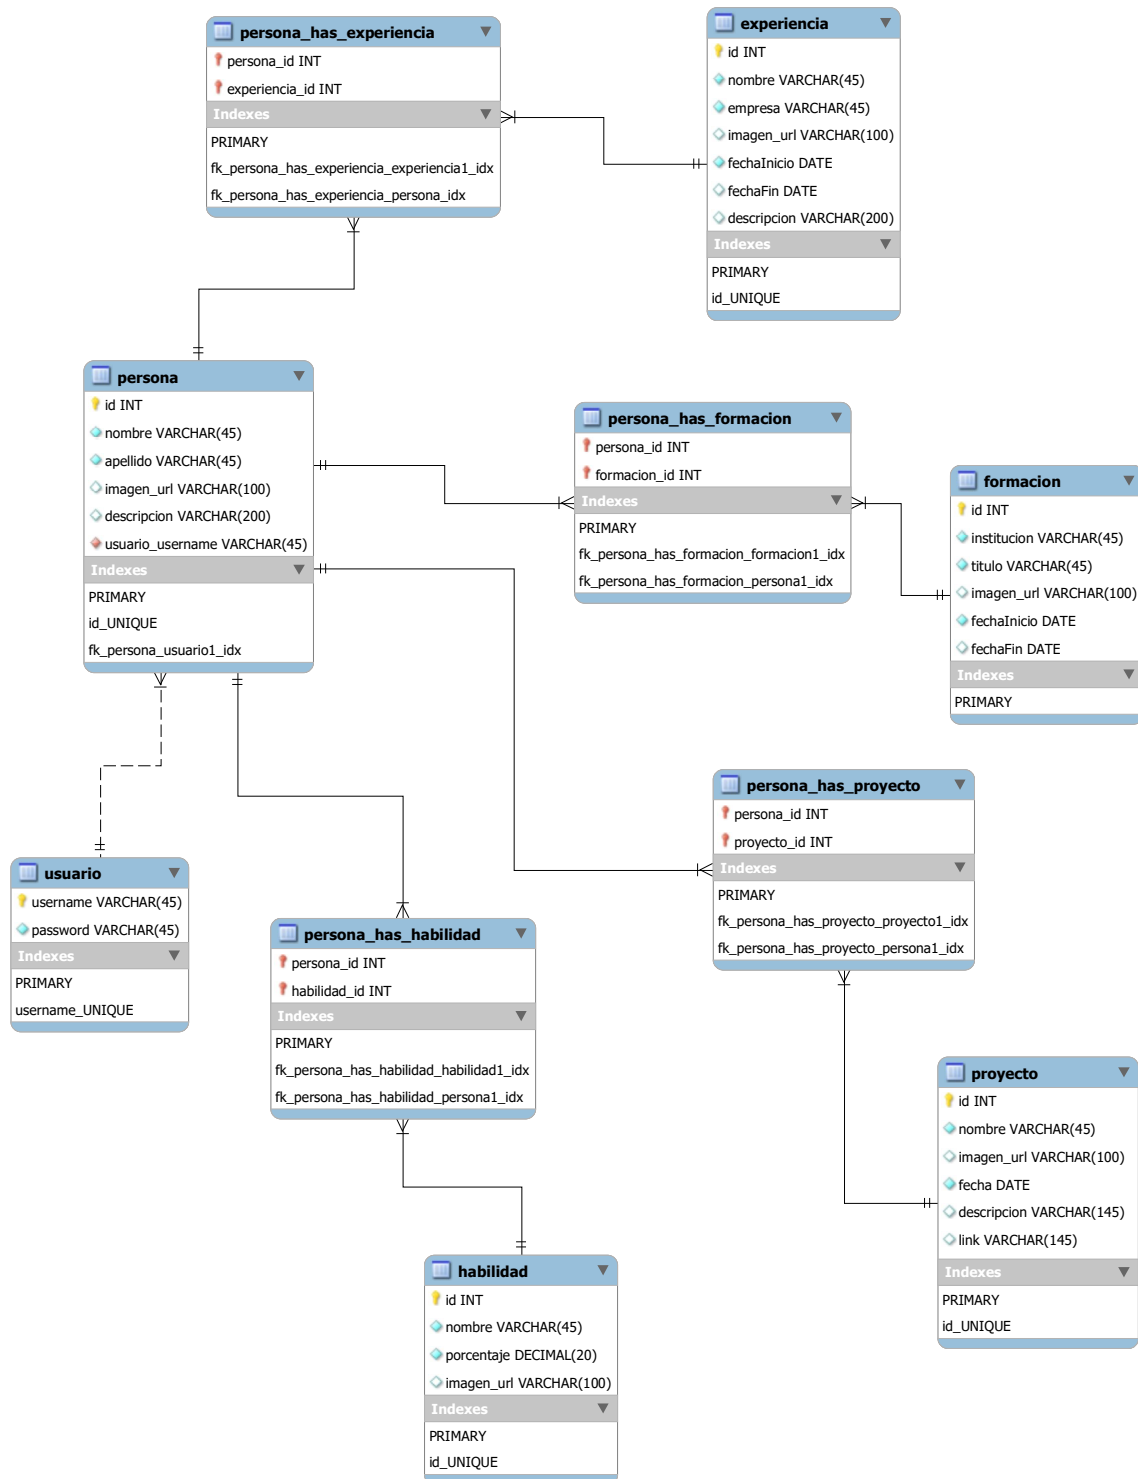 persona_has_experiencia
persona_id INT
experiencia_id INT
Indexes
PRIMARY
fk_persona_has_experiencia_experiencia1_idx
fk_persona_has_experiencia_persona_idx
experiencia
id INT
nombre VARCHAR(45)
empresa VARCHAR(45)
imagen_url VARCHAR(100)
fechaInicio DATE
fechaFin DATE
descripcion VARCHAR(200)
Indexes
PRIMARY
id_UNIQUE
persona
id INT
nombre VARCHAR(45)
apellido VARCHAR(45)
imagen_url VARCHAR(100)
descripcion VARCHAR(200)
usuario_username VARCHAR(45)
Indexes
PRIMARY
id_UNIQUE
fk_persona_usuario1_idx
persona_has_formacion
persona_id INT
formacion_id INT
Indexes
PRIMARY
fk_persona_has_formacion_formacion1_idx
fk_persona_has_formacion_persona1_idx
formacion
id INT
institucion VARCHAR(45)
titulo VARCHAR(45)
imagen_url VARCHAR(100)
fechaInicio DATE
fechaFin DATE
Indexes
PRIMARY
persona_has_proyecto
persona_id INT
proyecto_id INT
Indexes
PRIMARY
fk_persona_has_proyecto_proyecto1_idx
fk_persona_has_proyecto_persona1_idx
usuario
username VARCHAR(45)
password VARCHAR(45)
Indexes
PRIMARY
username_UNIQUE
persona_has_habilidad
persona_id INT
habilidad_id INT
Indexes
PRIMARY
fk_persona_has_habilidad_habilidad1_idx
fk_persona_has_habilidad_persona1_idx
proyecto
id INT
nombre VARCHAR(45)
imagen_url VARCHAR(100)
fecha DATE
descripcion VARCHAR(145)
link VARCHAR(145)
Indexes
PRIMARY
id_UNIQUE
habilidad
id INT
nombre VARCHAR(45)
porcentaje DECIMAL(20)
imagen_url VARCHAR(100)
Indexes
PRIMARY
id_UNIQUE